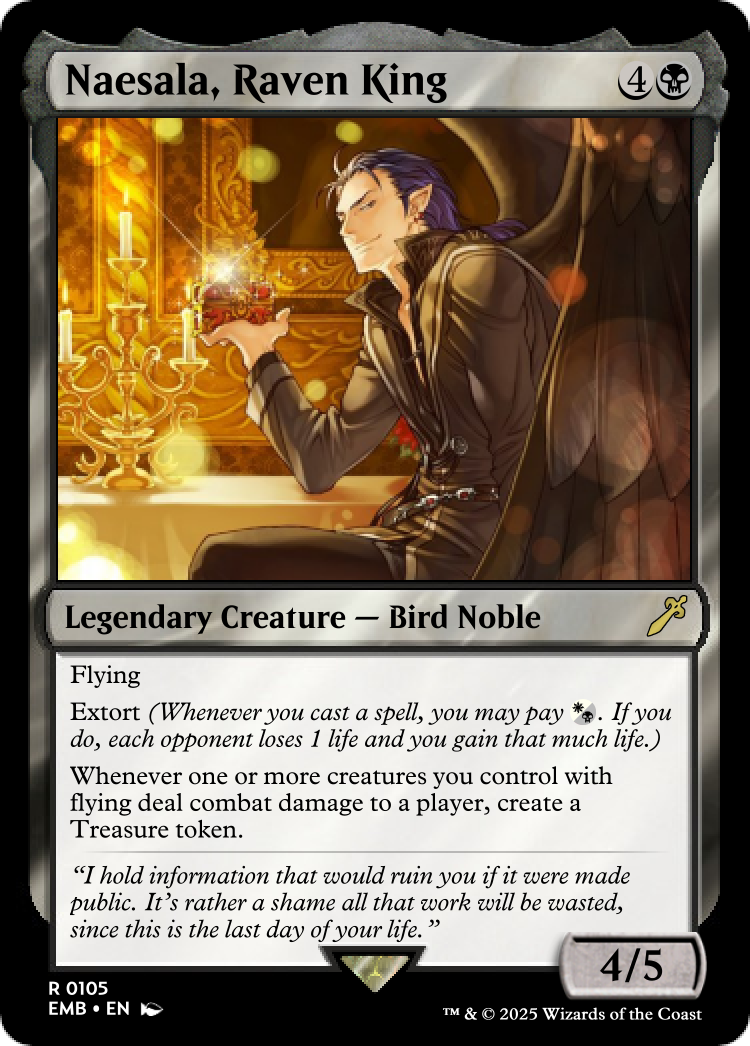 Naesala, Raven King 4
Legendary Creature — Bird Noble
Flying
Extort (Whenever you cast a spell, you may pay . If you
do, each opponent loses 1 life and you gain that much life.)
Whenever one or more creatures you control with
flying deal combat damage to a player, create a
Treasure token.
“I hold information that would ruin you if it were made
public. It’s rather a shame all that work will be wasted,
since this is the last day of your life.”
4/5
R 0105
EMB • EN
™ & © 2025 Wizards of the Coast